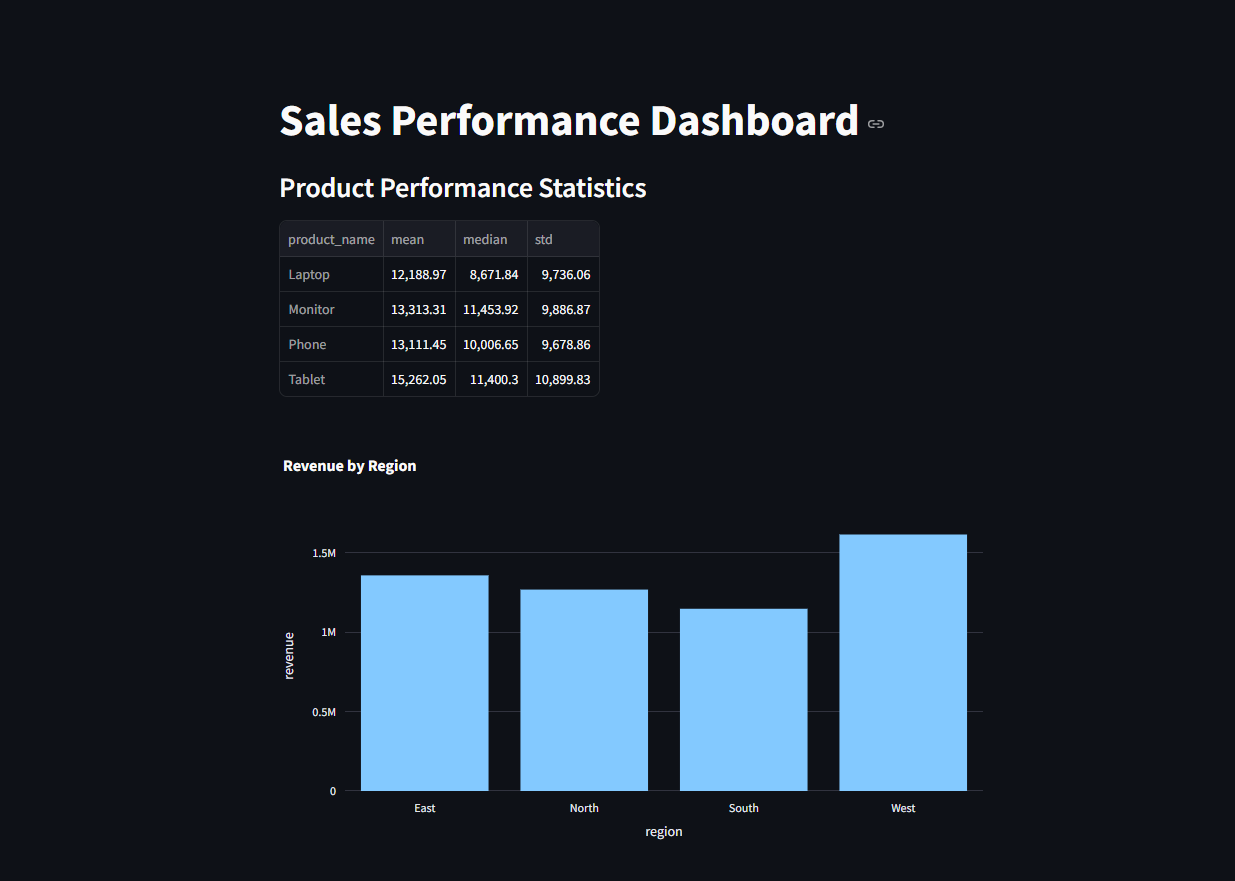 Sales Performance Dashboard
Product Performance Statistics
product_name mean median std
Laptop 12,188.97 8,671.84 9,736.06
Monitor 13,313.31 11,453.92 9,886.87
Phone 13,111.45 10,006.65 9,678.86
Tablet 15,262.05 11,400.3 10,899.83
Revenue by Region
1.5M
1M
0.5M
0
revenue
East North South West
region